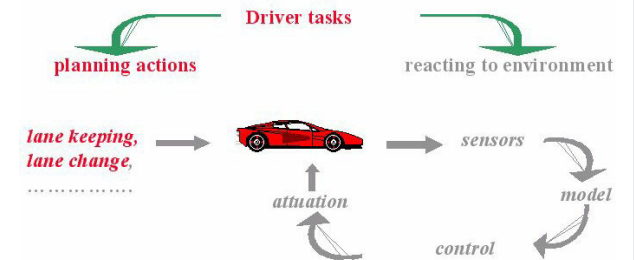 Driver tasks
planning actions
reacting to environment
lane keeping,
lane change,
…………….
sensors
model
attuation
control